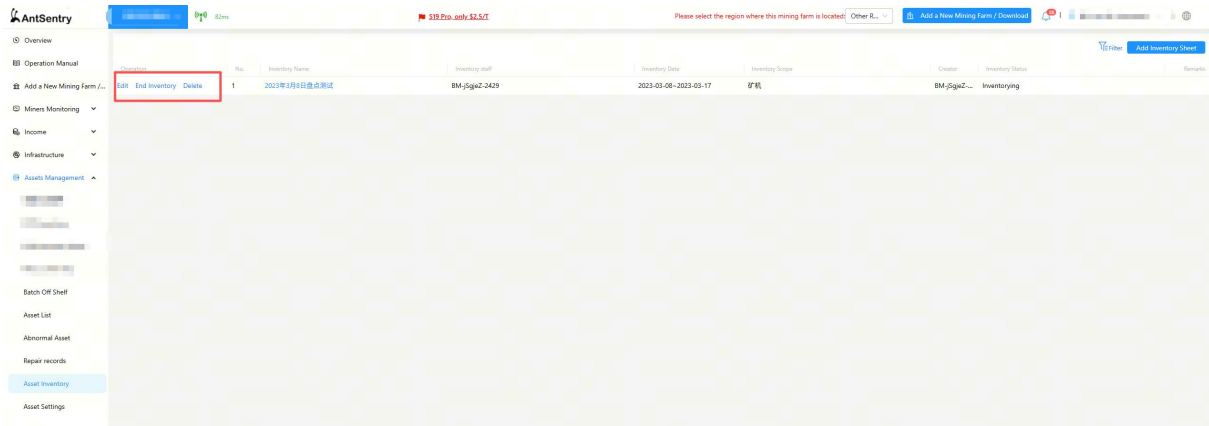 AntSentry
82ms
S19 Pro, only $2.5/T
Please select the region where this mining farm is located: Other R...
Add a New Mining Farm / Download
Overview
Operation Manual
Add a New Mining Farm /...
Miners Monitoring
Income
Infrastructure
Assets Management
Batch Off Shelf
Asset List
Abnormal Asset
Repair records
Asset Inventory
Asset Settings
Filter Add Inventory Sheet
Operation No. Inventory Name Inventory staff Inventory Date Inventory Scope Creator Inventory Status Remarks
Edit End Inventory Delete 1 2023年3月8日盘点测试 BM-jSgjeZ-2429 2023-03-08~2023-03-17 矿机 BM-jSgjeZ-... Inventorying